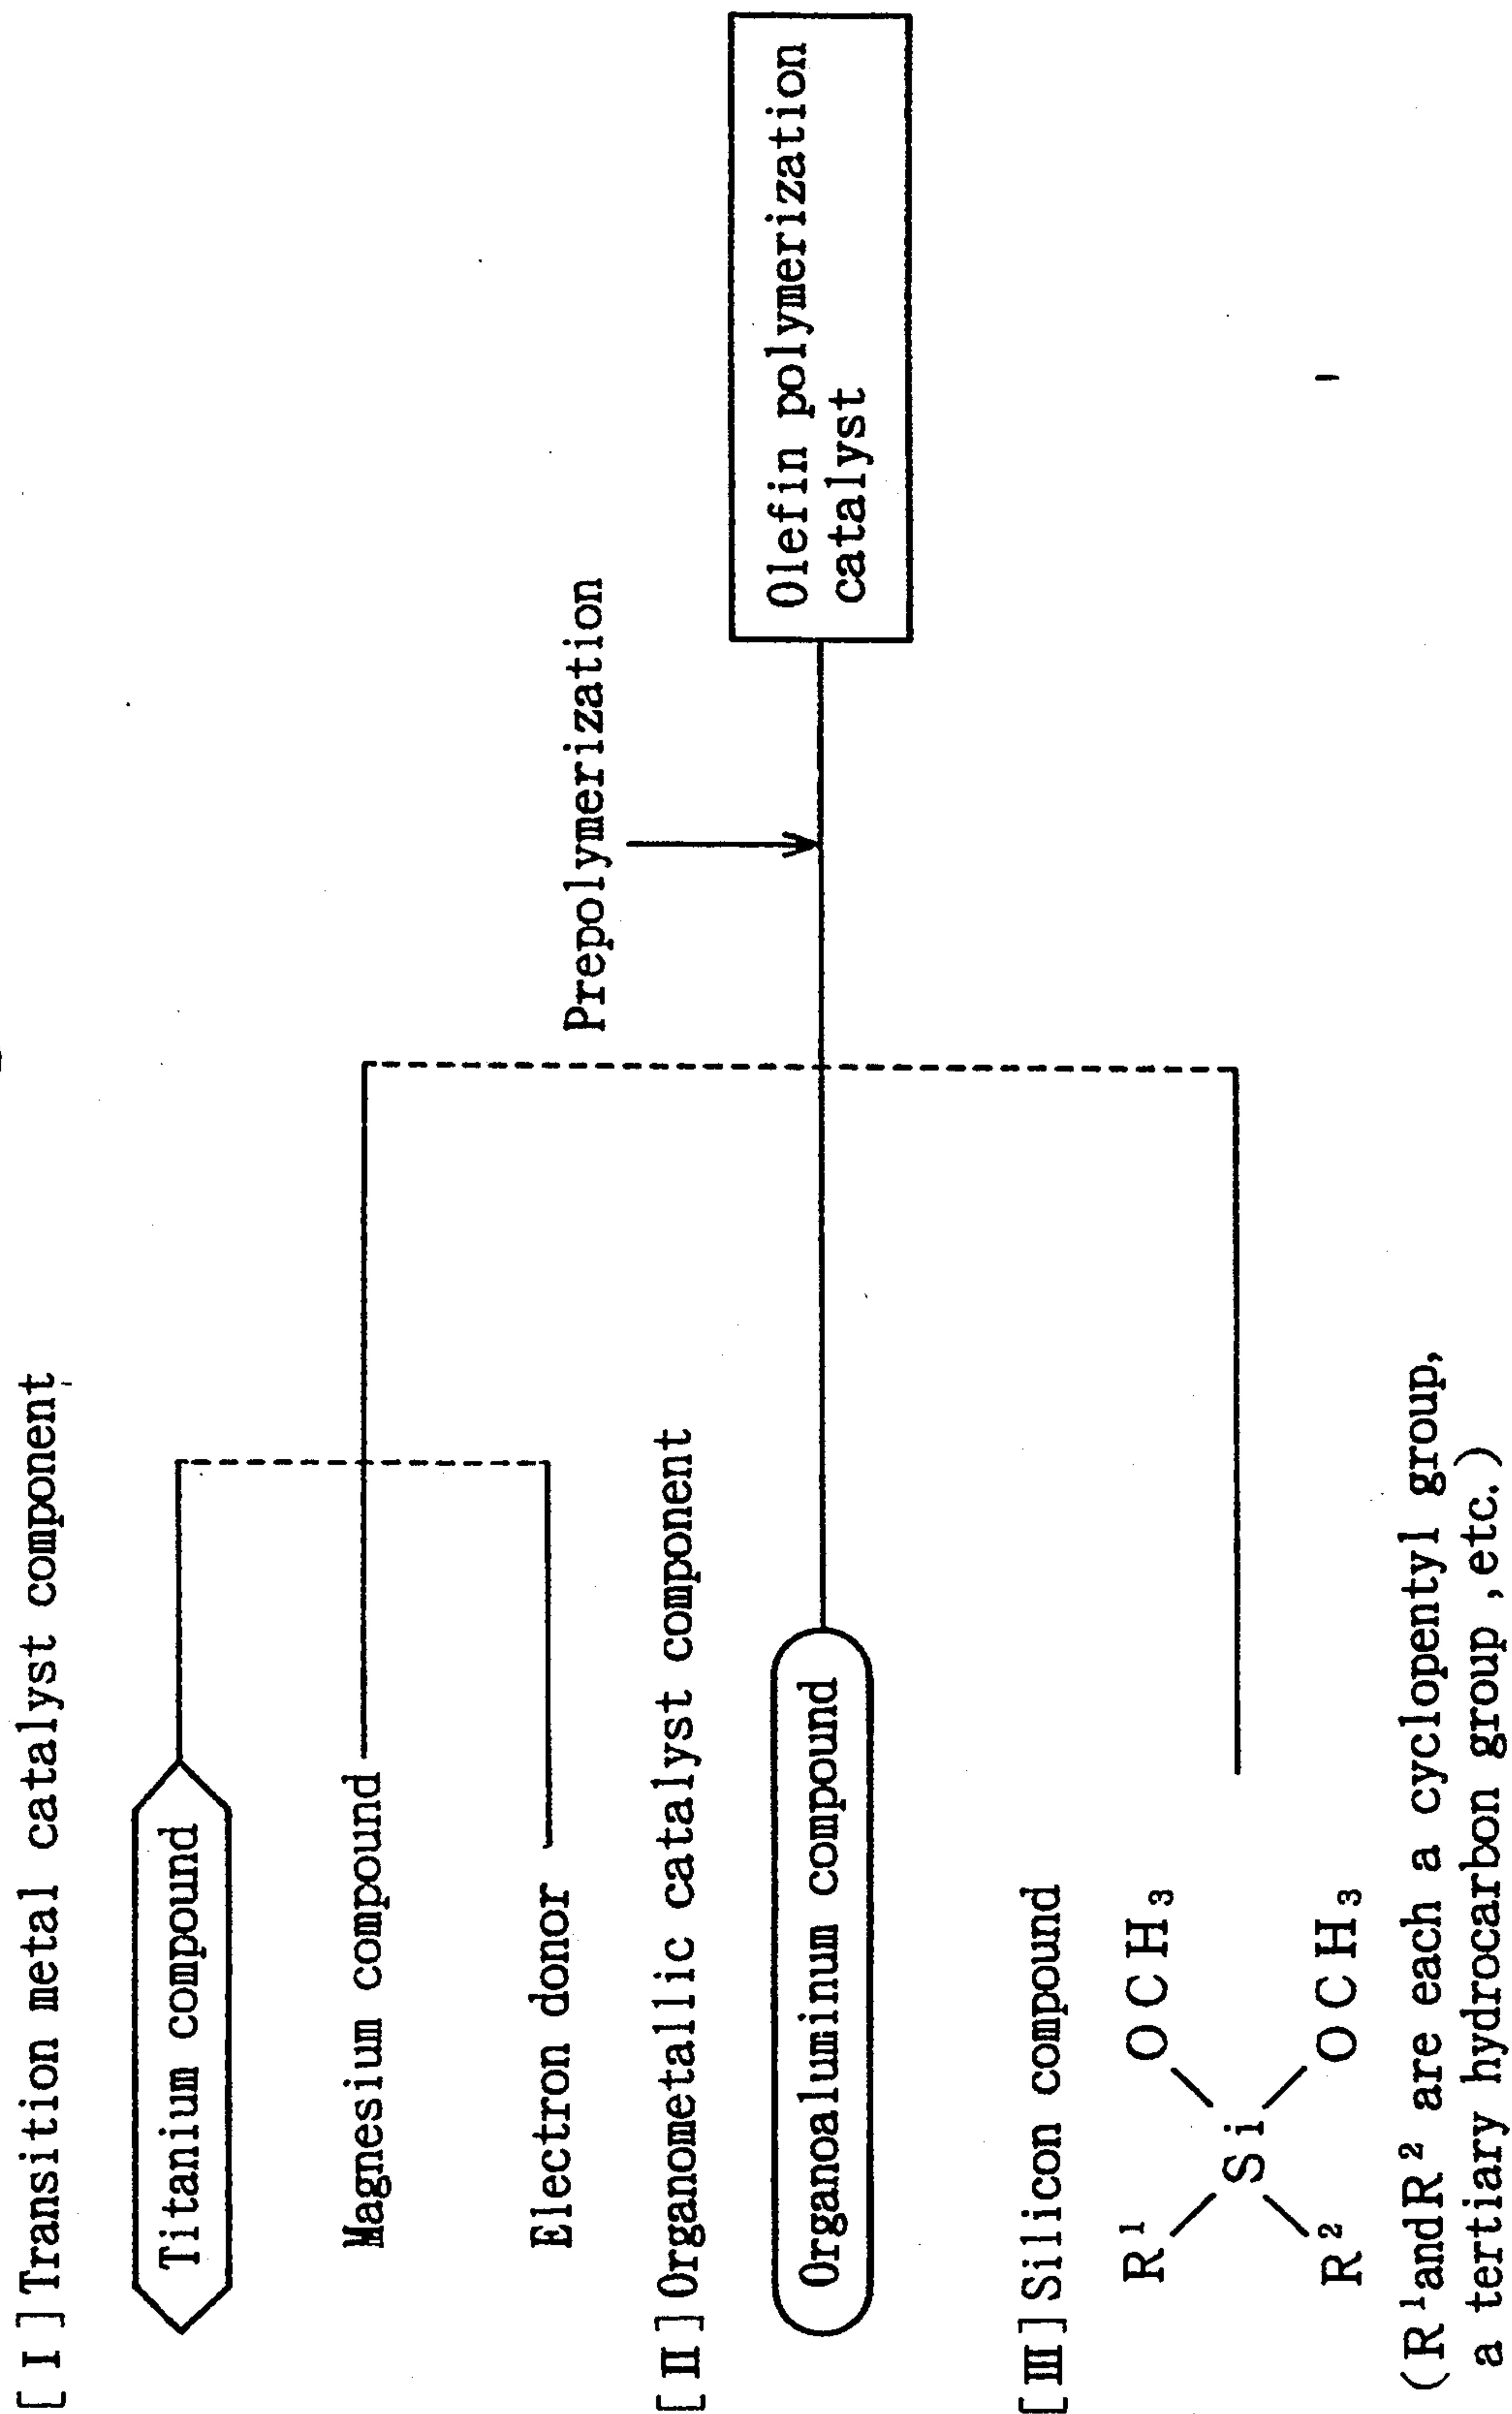 [I] Transition metal catalyst component
Titanium compound
Magnesium compound
Electron donor
[II] Organometallic catalyst component
Organoaluminum compound
Prepolymerization
Olefin polymerization
catalyst
[III] Silicon compound
R¹ OCH₃
Si
R² OCH₃
(R¹ and R² are each a cyclopentyl group,
a tertiary hydrocarbon group, etc.)